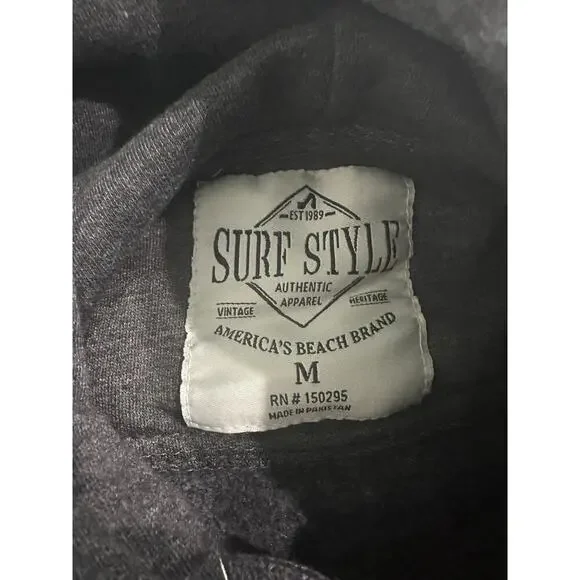 EST 1989
SURF STYLE
AUTHENTIC
APPAREL
VINTAGE
HERITAGE
AMERICA'S BEACH BRAND
M
RN # 150295
MADE IN PAKISTAN